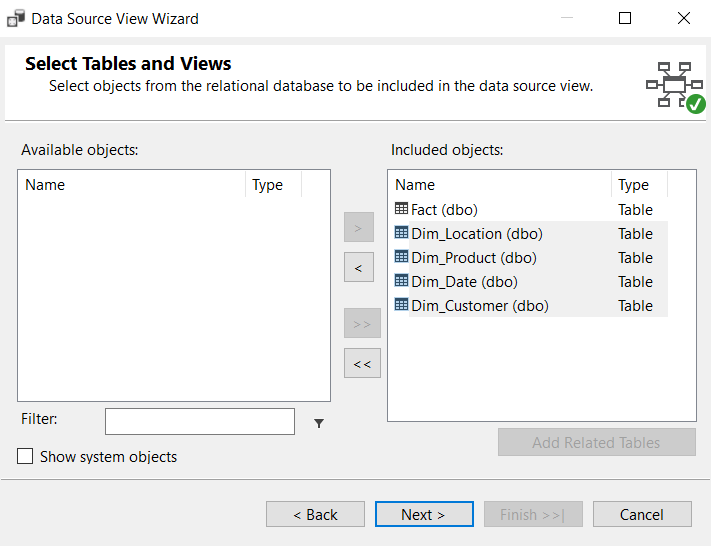 Data Source View Wizard
Select Tables and Views
Select objects from the relational database to be included in the data source view.
Available objects:
Name Type
>
<
>>
<<
Included objects:
Name Type
Fact (dbo) Table
Dim_Location (dbo) Table
Dim_Product (dbo) Table
Dim_Date (dbo) Table
Dim_Customer (dbo) Table
Filter:
Show system objects
Add Related Tables
< Back Next > Finish >>| Cancel